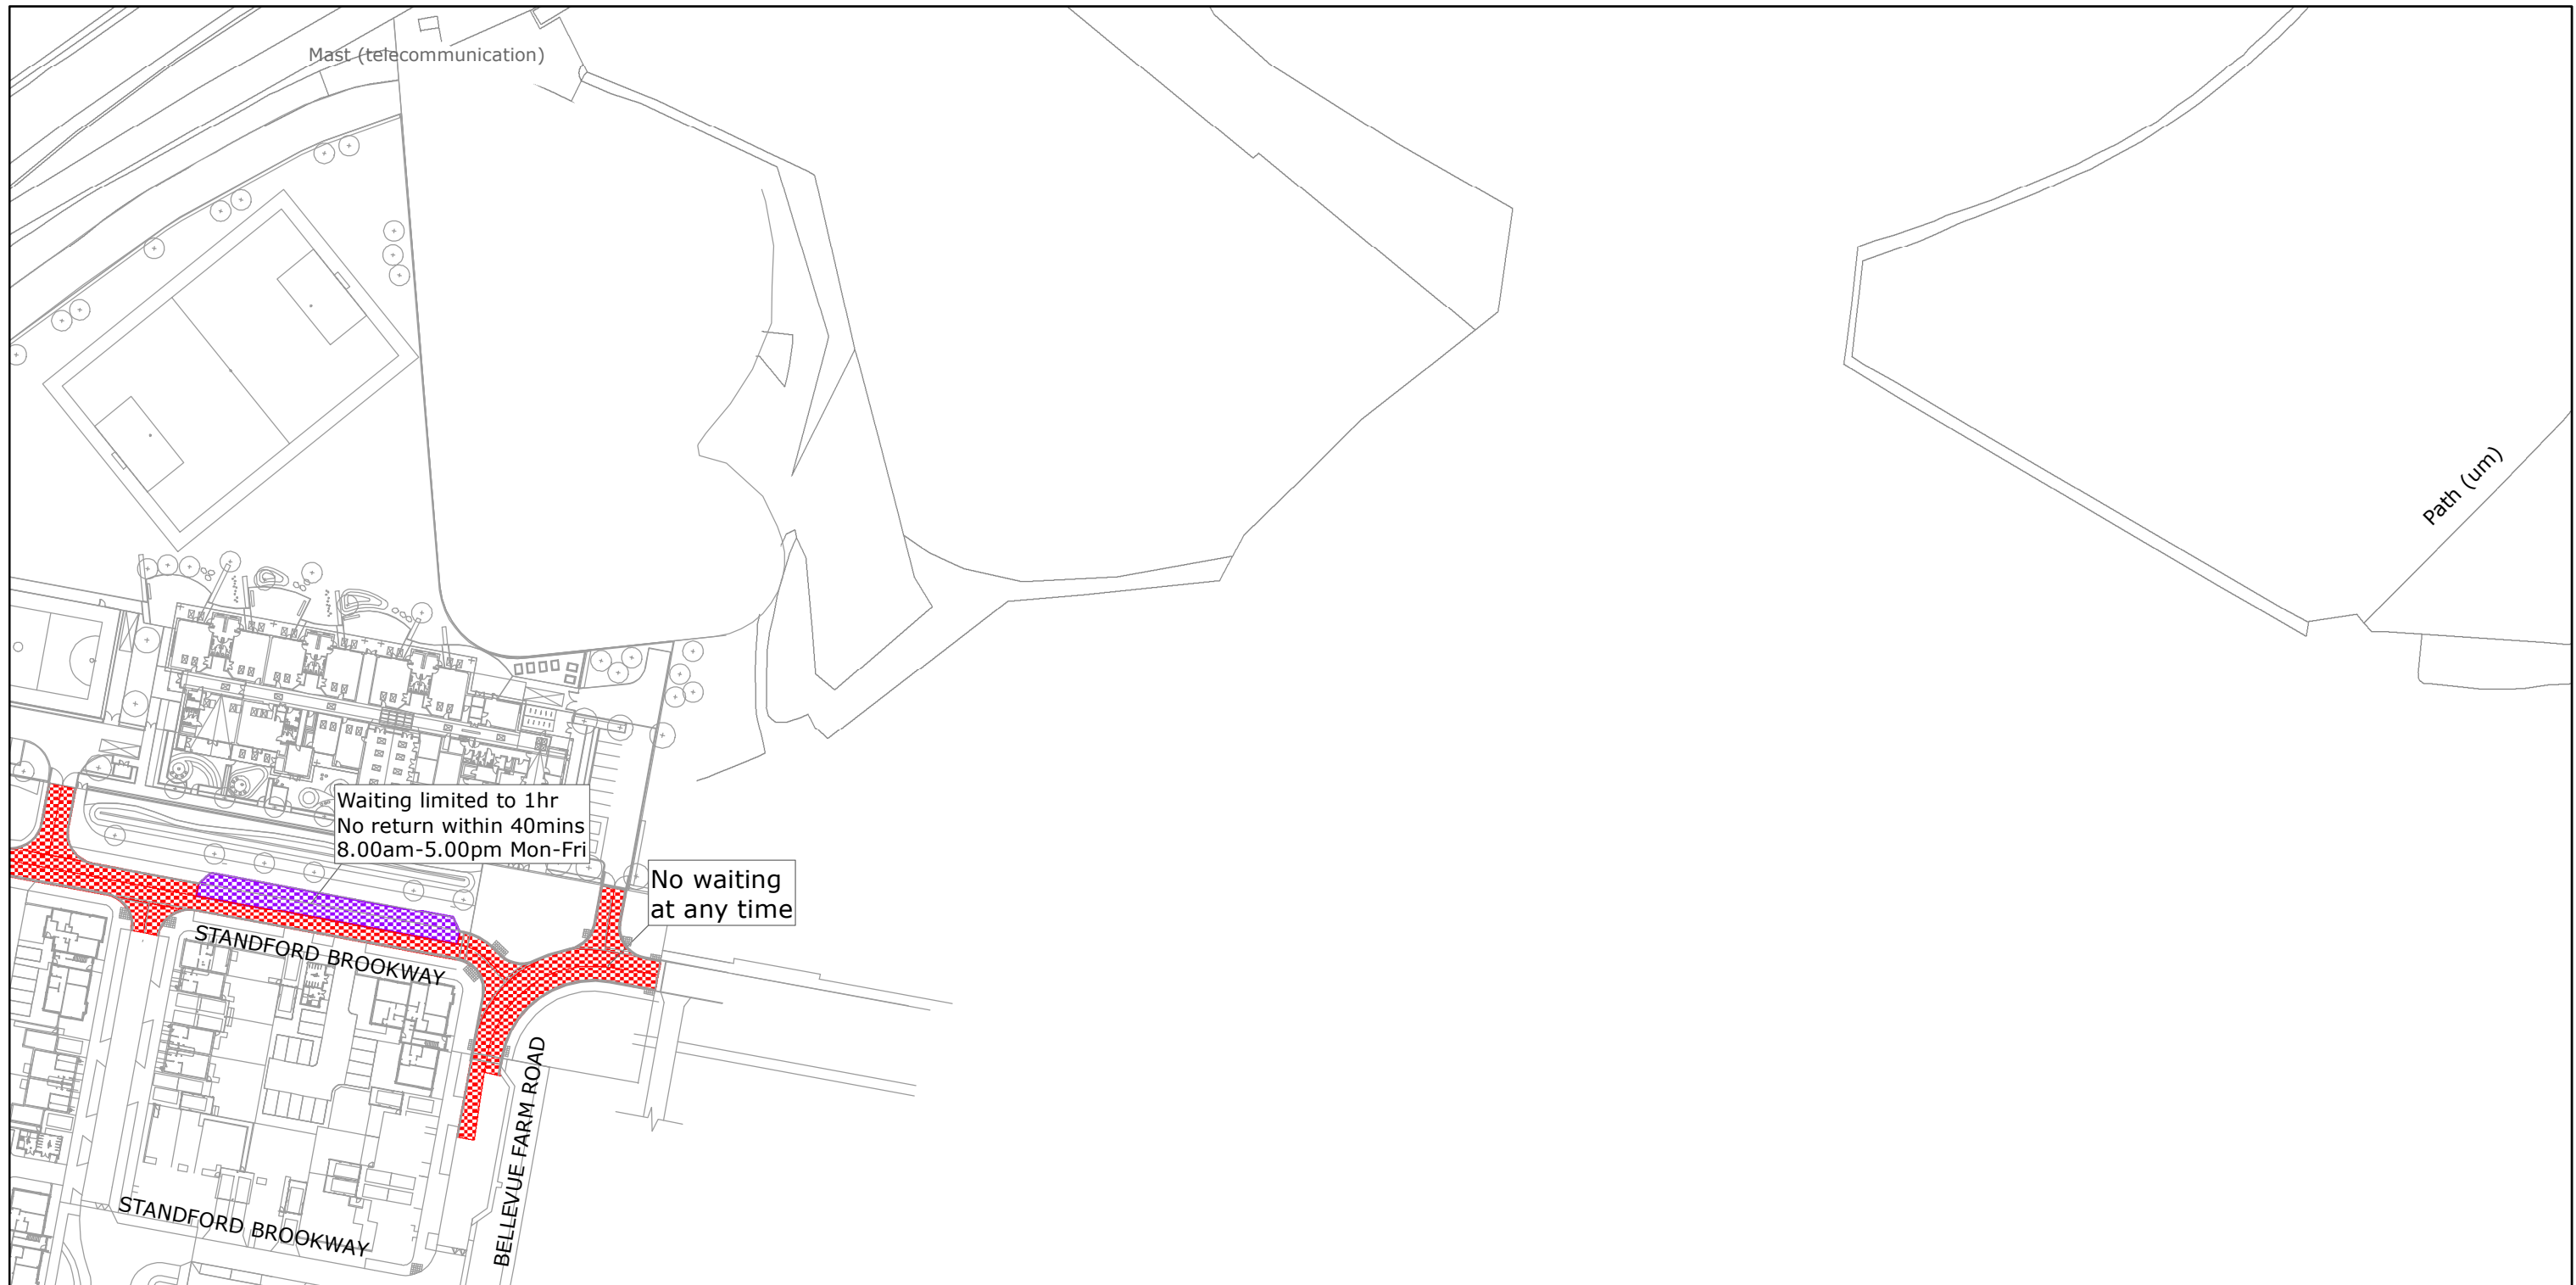 Mast (telecommunication)
Path (um)
Waiting limited to 1hr
No return within 40mins
8.00am-5.00pm Mon-Fri
No waiting
at any time
STANDFORD BROOKWAY
BELLEVUE FARM ROAD
STANDFORD BROOKWAY